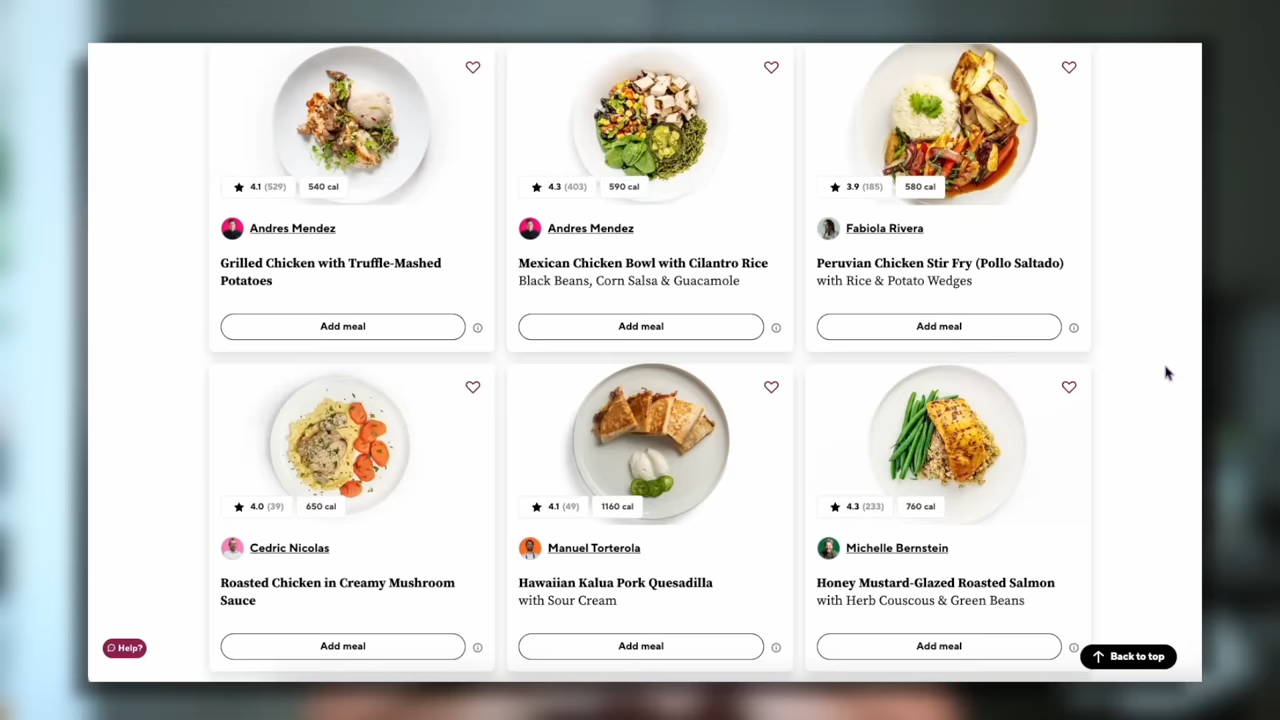 4.1 (529) 540 cal
4.3 (403) 590 cal
3.9 (185) 580 cal
Andres Mendez
Andres Mendez
Fabiola Rivera
Grilled Chicken with Truffle-Mashed
Potatoes
Mexican Chicken Bowl with Cilantro Rice
Black Beans, Corn Salsa & Guacamole
Peruvian Chicken Stir Fry (Pollo Saltado)
with Rice & Potato Wedges
Add meal
Add meal
Add meal
4.0 (39) 650 cal
4.1 (49) 1160 cal
4.3 (233) 760 cal
Cedric Nicolas
Manuel Torterola
Michelle Bernstein
Roasted Chicken in Creamy Mushroom
Sauce
Hawaiian Kalua Pork Quesadilla
with Sour Cream
Honey Mustard-Glazed Roasted Salmon
with Herb Couscous & Green Beans
Help?
Add meal
Add meal
Add meal
Back to top